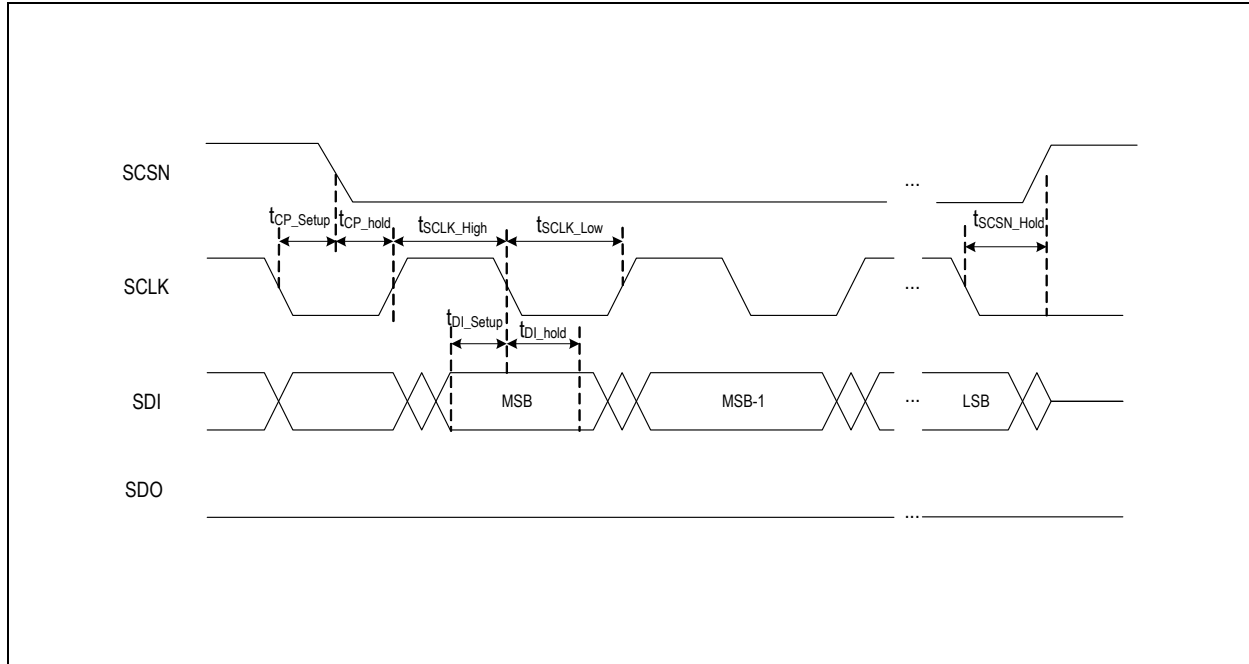 SCSN
...
tCP_Setup
tCP_hold
tSCLK_High
tSCLK_Low
tSCSN_Hold
SCLK
...
tDI_Setup
tDI_hold
SDI
MSB
MSB-1
...
LSB
SDO
...